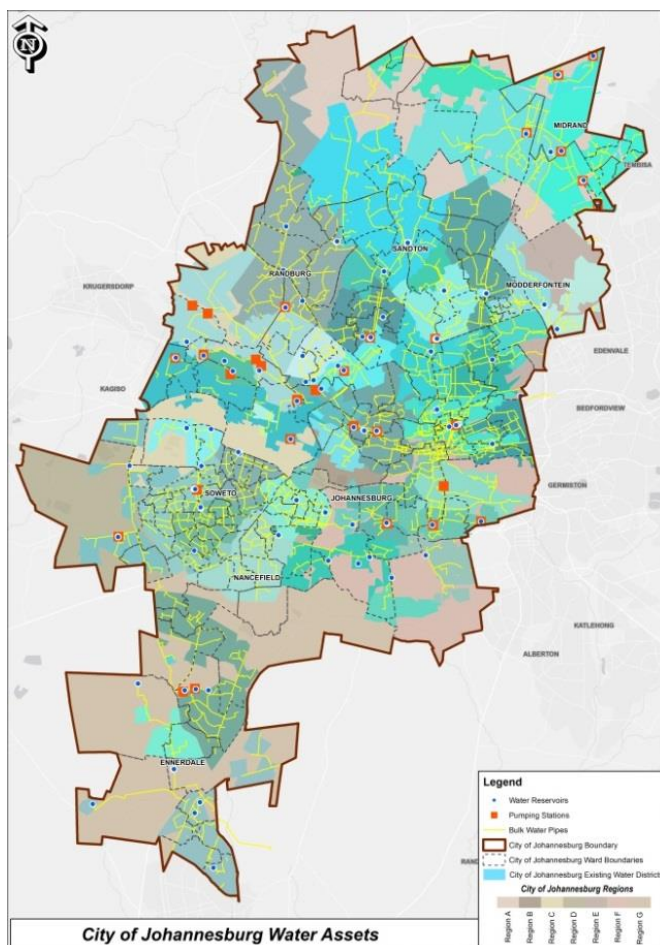 N
MIDRAND
TEMBISA
SANDTON
KRUGERSDORP
RANDBURG
MODDERFONTEIN
EDENVALE
KAGISO
BEDFORDVIEW
GERMISTON
SOWETO
JOHANNESBURG
NANCEFIELD
KATLEHONG
ALBERTON
ENNERDALE
Legend
Water Reservoirs
Pumping Stations
Bulk Water Pipes
City of Johannesburg Boundary
City of Johannesburg Ward Boundaries
City of Johannesburg Existing Water District
City of Johannesburg Regions
Region A
Region B
Region C
Region D
Region E
Region F
Region G
City of Johannesburg Water Assets